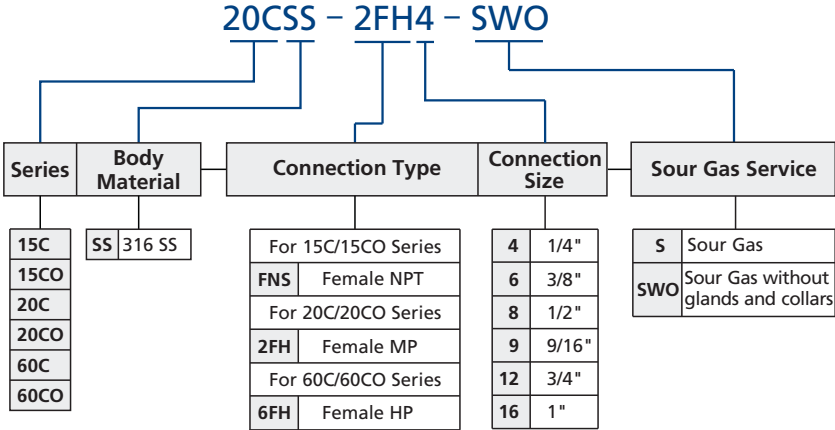 20CSS – 2FH4 – SWO
Series
Body
Material
Connection Type
Connection
Size
Sour Gas Service
15C
15CO
20C
20CO
60C
60CO
SS 316 SS
For 15C/15CO Series
FNS Female NPT
For 20C/20CO Series
2FH Female MP
For 60C/60CO Series
6FH Female HP
4 1/4"
6 3/8"
8 1/2"
9 9/16"
12 3/4"
16 1"
S Sour Gas
SWO Sour Gas without
glands and collars